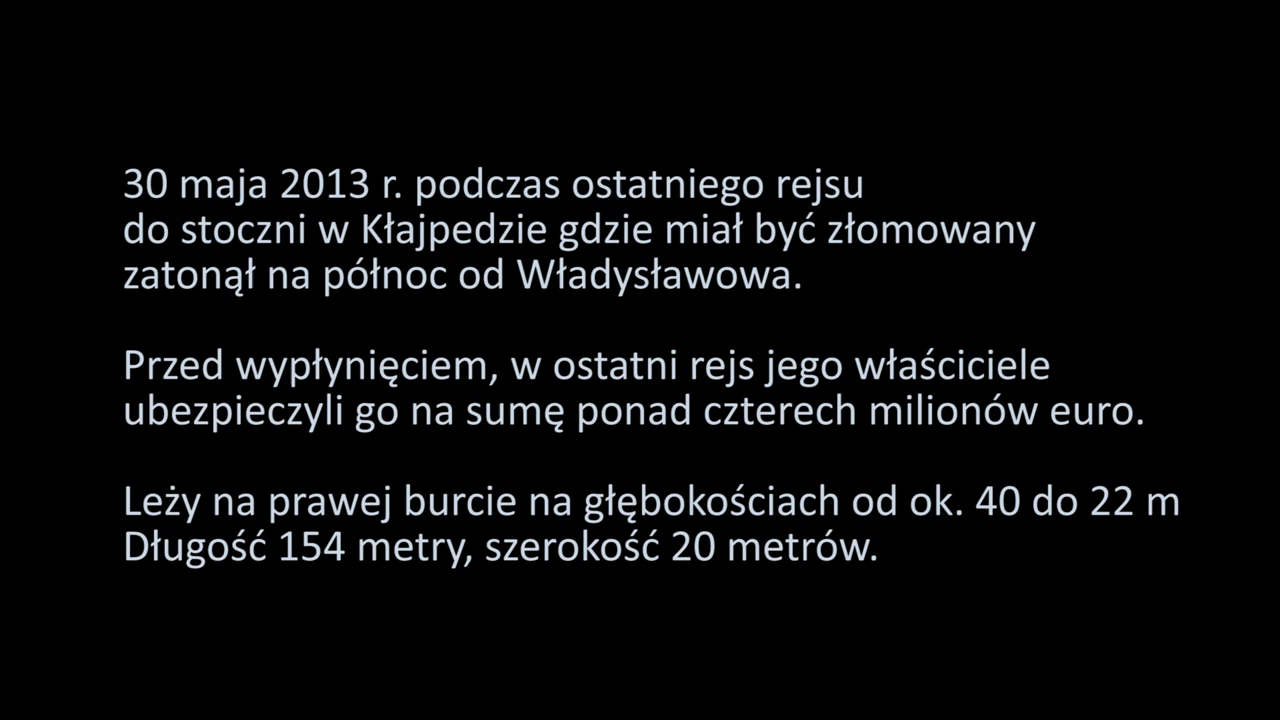 30 maja 2013 r. podczas ostatniego rejsu
do stoczni w Kłajpedzie gdzie miał być złomowany
zatonął na północ od Władysławowa.
Przed wypłynięciem, w ostatni rejs jego właściciele
ubezpieczyli go na sumę ponad czterech milionów euro.
Leży na prawej burcie na głębokościach od ok. 40 do 22 m
Długość 154 metry, szerokość 20 metrów.